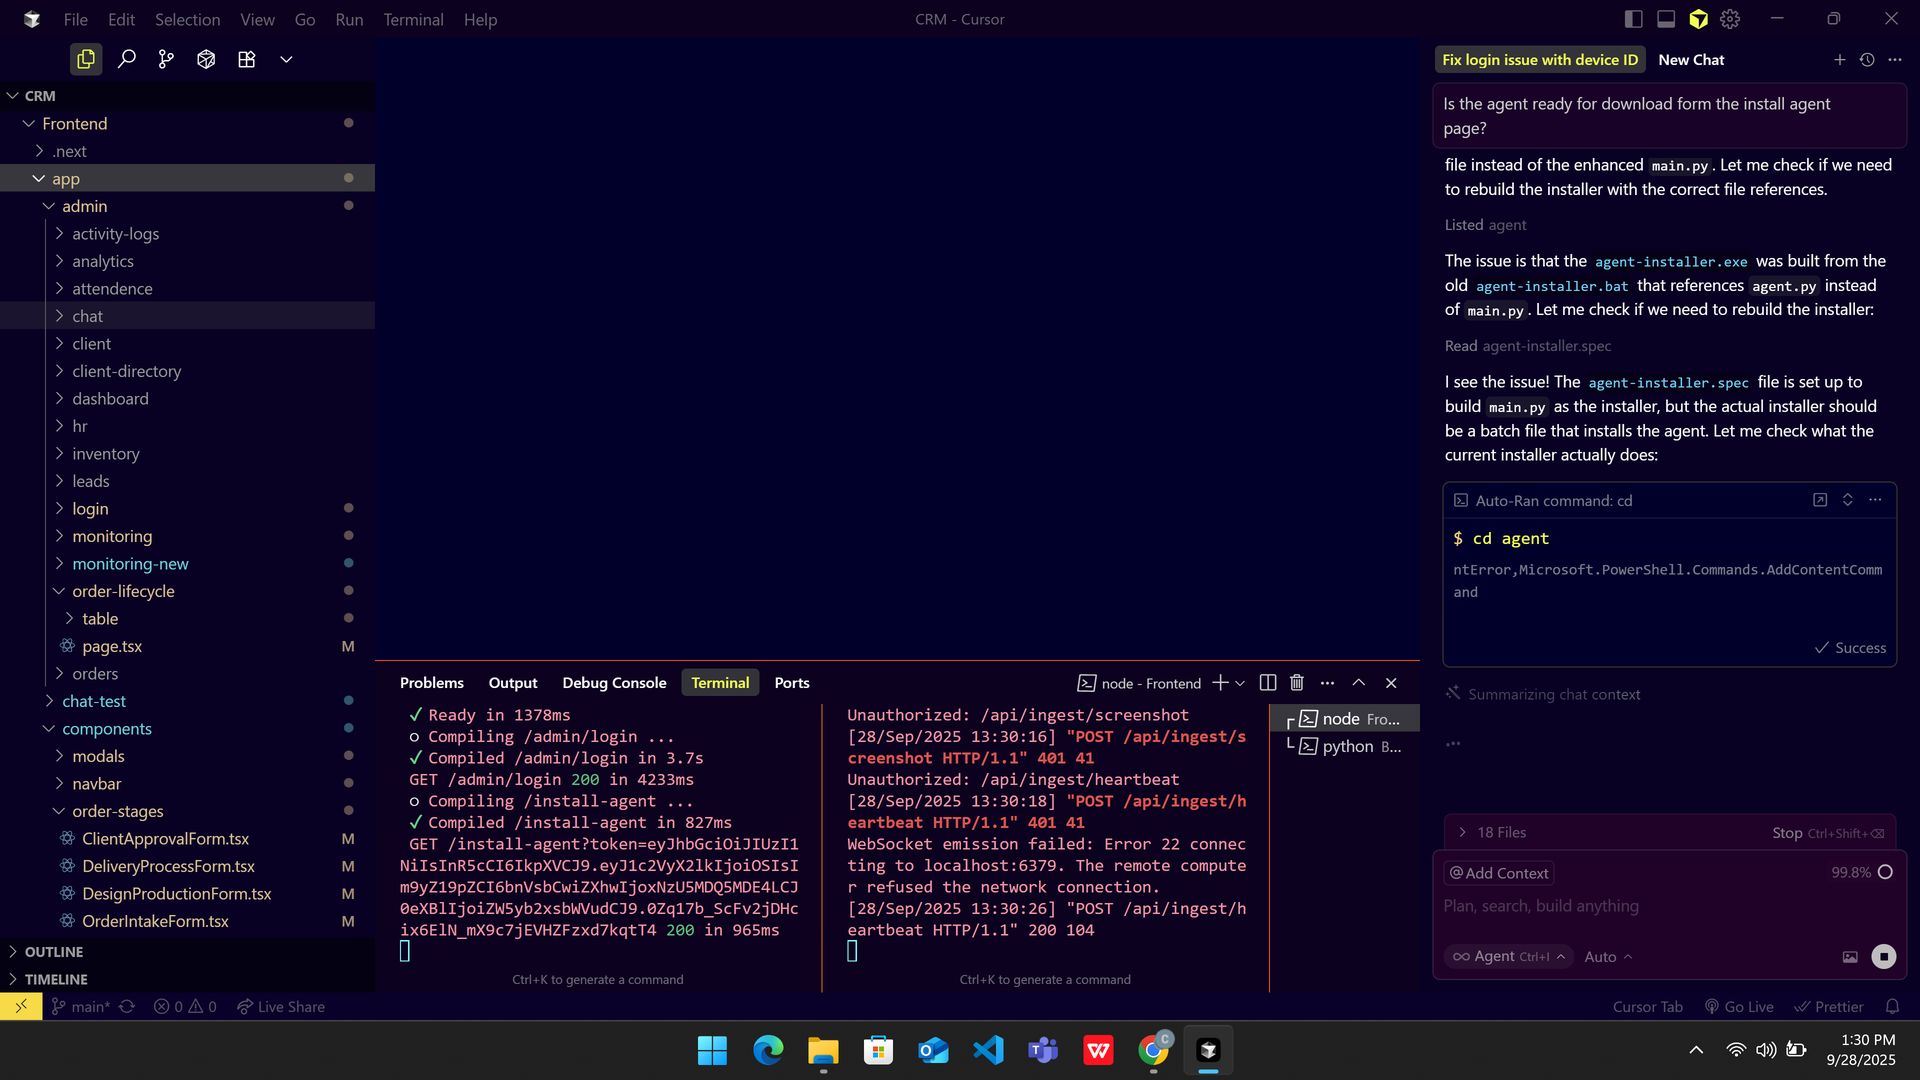 File Edit Selection View Go Run Terminal Help
CRM - Cursor
CRM
Frontend
.next
app
admin
activity-logs
analytics
attendence
chat
client
client-directory
dashboard
hr
inventory
leads
login
monitoring
monitoring-new
order-lifecycle
table
page.tsx M
orders
chat-test
components
modals
navbar
order-stages
ClientApprovalForm.tsx M
DeliveryProcessForm.tsx M
DesignProductionForm.tsx M
OrderIntakeForm.tsx M
OUTLINE
TIMELINE
Problems Output Debug Console Terminal Ports
node - Frontend
✓ Ready in 1378ms
○ Compiling /admin/login ...
✓ Compiled /admin/login in 3.7s
GET /admin/login 200 in 4233ms
○ Compiling /install-agent ...
✓ Compiled /install-agent in 827ms
GET /install-agent?token=eyJhbGciOiJIUzI1
NiIsInR5cCI6IkpXVCJ9.eyJ1c2VyX2lkIjoiOSIsI
m9yZ19pZCI6bnVsbCwiZXhwIjoxNzU5MDQ5MDE4LCJ
0eXBlIjoiZW5yb2xsbWVudCJ9.0Zq17b_ScFv2jDHc
ix6ElN_mX9c7jEVHZFzxd7kqtT4 200 in 965ms
Ctrl+K to generate a command
Unauthorized: /api/ingest/screenshot
[28/Sep/2025 13:30:16] "POST /api/ingest/s
creenshot HTTP/1.1" 401 41
Unauthorized: /api/ingest/heartbeat
[28/Sep/2025 13:30:18] "POST /api/ingest/h
eartbeat HTTP/1.1" 401 41
WebSocket emission failed: Error 22 connec
ting to localhost:6379. The remote compute
r refused the network connection.
[28/Sep/2025 13:30:26] "POST /api/ingest/h
eartbeat HTTP/1.1" 200 104
Ctrl+K to generate a command
node Fro...
python B...
Fix login issue with device ID New Chat
Is the agent ready for download form the install agent
page?
file instead of the enhanced main.py. Let me check if we need
to rebuild the installer with the correct file references.
Listed agent
The issue is that the agent-installer.exe was built from the
old agent-installer.bat that references agent.py instead
of main.py. Let me check if we need to rebuild the installer:
Read agent-installer.spec
I see the issue! The agent-installer.spec file is set up to
build main.py as the installer, but the actual installer should
be a batch file that installs the agent. Let me check what the
current installer actually does:
Auto-Ran command: cd
$ cd agent
ntError,Microsoft.PowerShell.Commands.AddContentComm
and
Success
Summarizing chat context
18 Files Stop Ctrl+Shift+⌫
@Add Context 99.8%
Plan, search, build anything
Agent Ctrl+I Auto
main* 0 0 Live Share
Cursor Tab Go Live Prettier
1:30 PM
9/28/2025